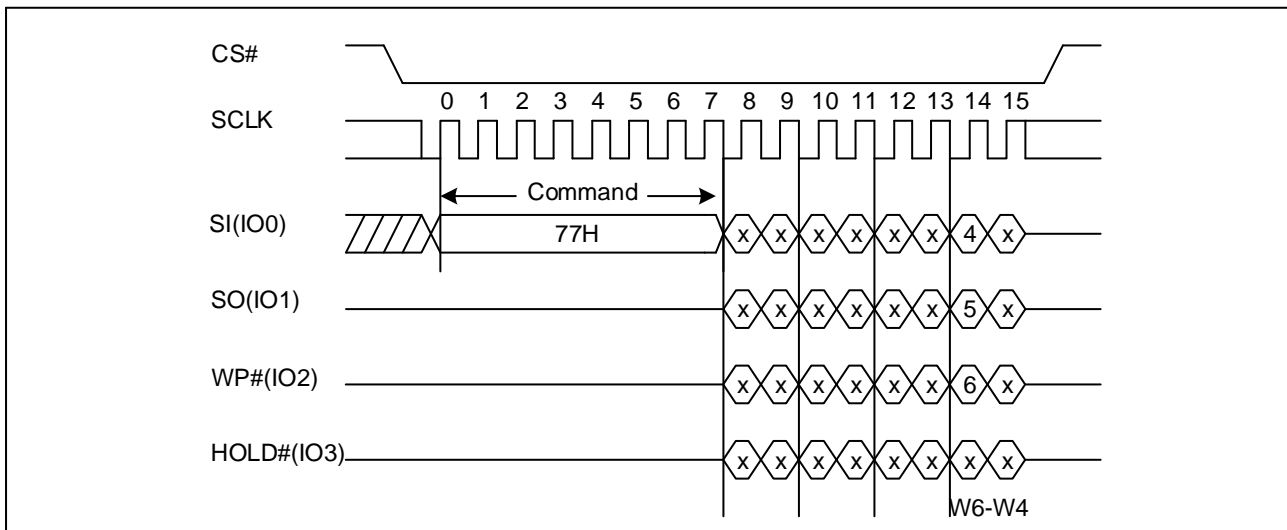 CS#
0 1 2 3 4 5 6 7 8 9 10 11 12 13 14 15
SCLK
Command
SI(IO0)
77H
x x x x x x 4 x
SO(IO1)
x x x x x x 5 x
WP#(IO2)
x x x x x x 6 x
HOLD#(IO3)
x x x x x x x x
W6-W4